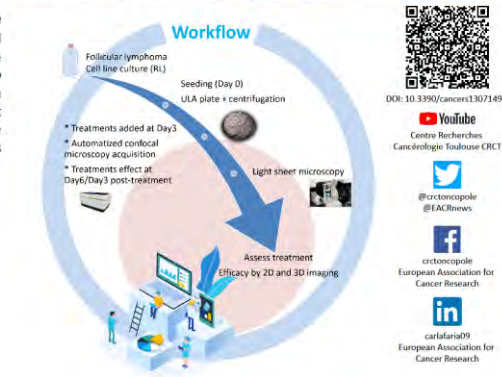 Workflow
Follicular lymphoma
Cell line culture (RL)
Seeding (Day 0)
ULA plate + centrifugation
* Treatments added at Day3
* Automatized confocal
microscopy acquisition
* Treatments effect at
Day6/Day3 post-treatment
Light sheet microscopy
Assess treatment
Efficacy by 2D and 3D imaging
DOI: 10.3390/cancers1307149
YouTube
Centre Recherches
Cancérologie Toulouse CRCT
@crctoncopole
@EACRnews
crctoncopole
European Association for
Cancer Research
in
carlafaria09
European Association for
Cancer Research